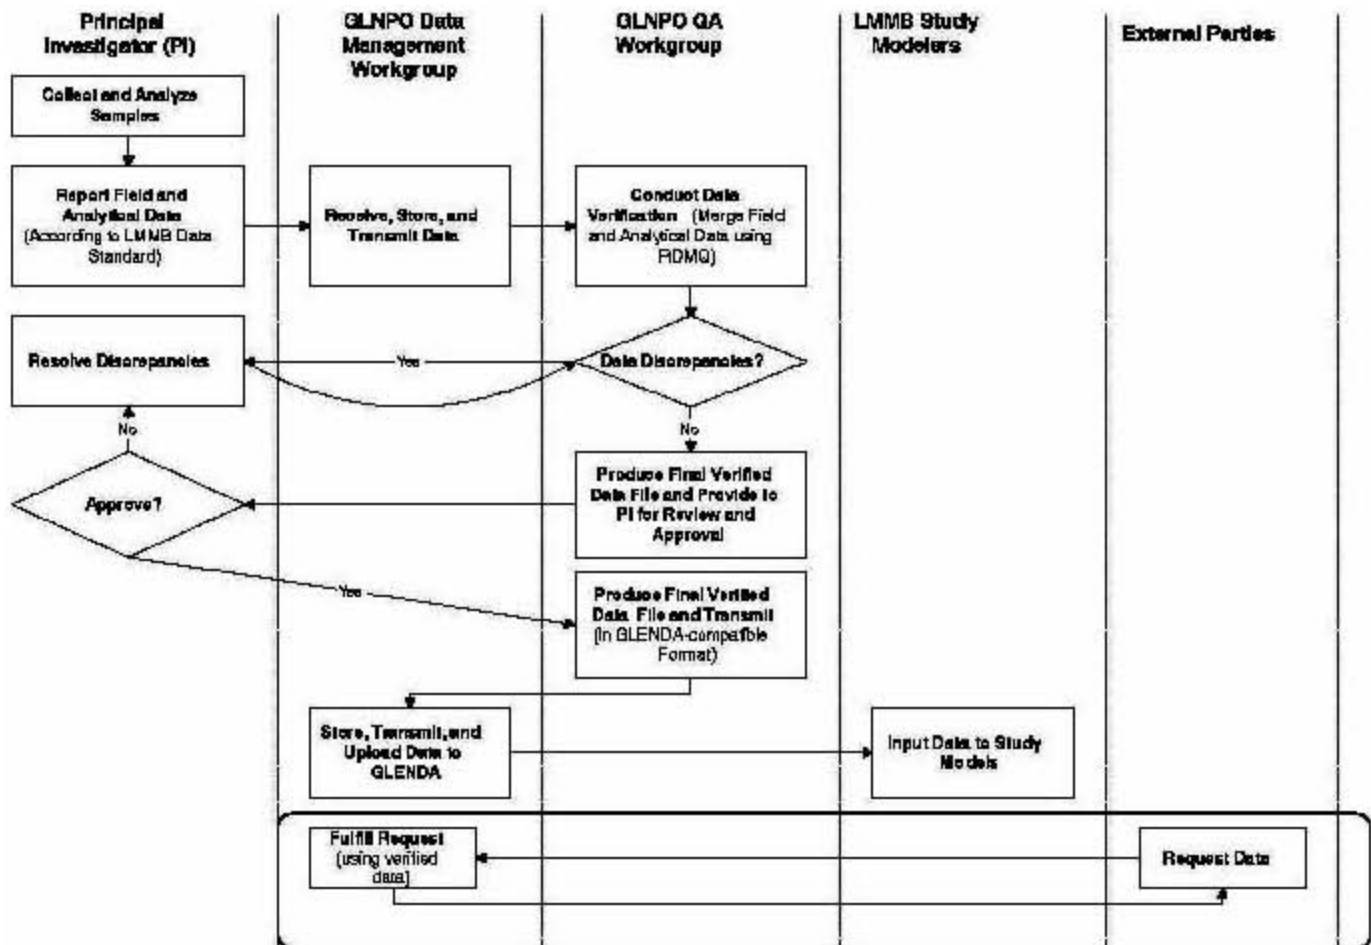 Principal
Investigator (PI)
GLNPO Data
Management
Workgroup
GLNPO QA
Workgroup
LMMB Study
Modelers
External Parties
Collect and Analyze
Samples
Report Field and
Analytical Data
(According to LMMB Data
Standard)
Receive, Store, and
Transmit Data
Conduct Data
Verification (Merge Field
and Analytical Data using
RDMQ)
Resolve Discrepancies
Yes
Data Discrepancies?
No
No
Approve?
Produce Final Verified
Data File and Provide to
PI for Review and
Approval
Yes
Produce Final Verified
Data File and Transmit
(in GLENDA-compatible
Format)
Store, Transmit, and
Upload Data to
GLENDA
Input Data to Study
Models
Fulfill Request
(using verified
data)
Request Data